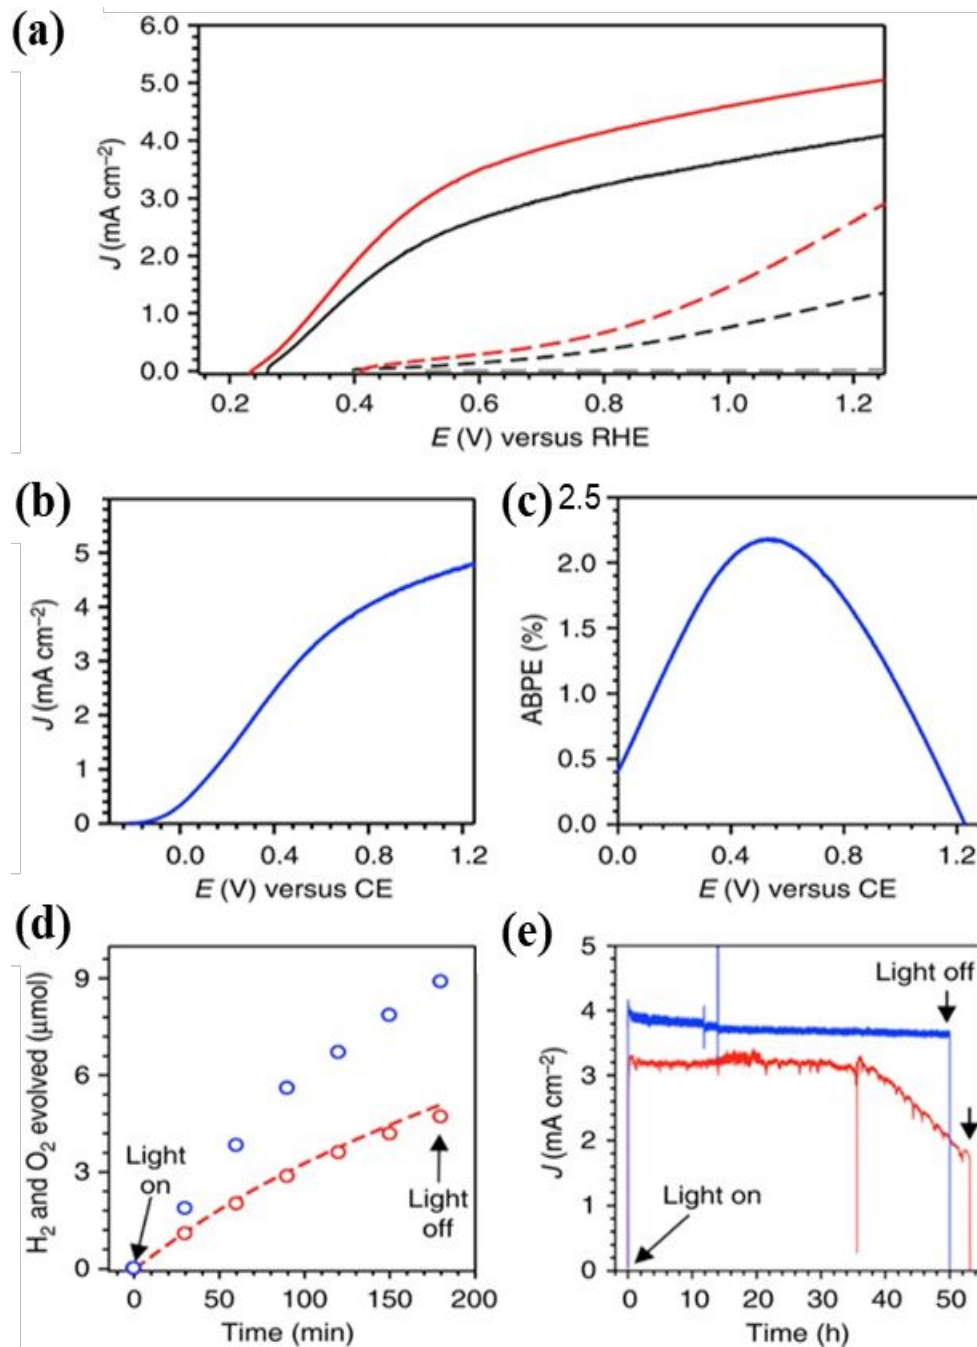 (a)
6.0
5.0
4.0
3.0
2.0
1.0
0.0
J (mA cm⁻²)
0.2 0.4 0.6 0.8 1.0 1.2
E (V) versus RHE
(b)
5
4
3
2
1
0
J (mA cm⁻²)
0.0 0.4 0.8 1.2
E (V) versus CE
(c)
2.5
2.0
1.5
1.0
0.5
0.0
ABPE (%)
0.0 0.4 0.8 1.2
E (V) versus CE
(d)
9
6
3
0
H₂ and O₂ evolved (μmol)
Light
on
Light
off
0 50 100 150 200
Time (min)
(e)
5
4
3
2
1
0
J (mA cm⁻²)
Light off
Light on
0 10 20 30 40 50
Time (h)